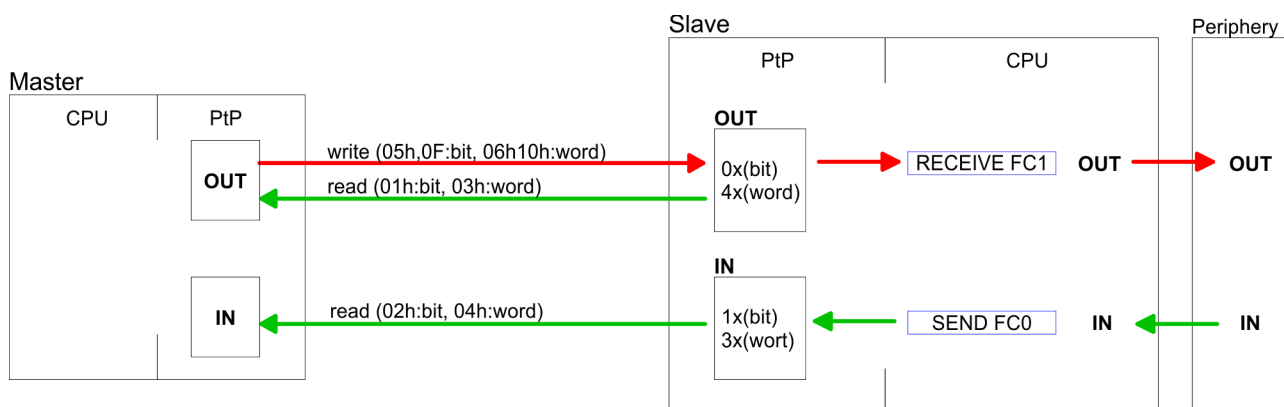 Slave
Periphery
Master
PtP
CPU
CPU
PtP
OUT
write (05h,0F:bit, 06h10h:word)
OUT
0x(bit)
4x(word)
RECEIVE FC1
OUT
OUT
read (01h:bit, 03h:word)
IN
IN
read (02h:bit, 04h:word)
1x(bit)
3x(wort)
SEND FC0
IN
IN